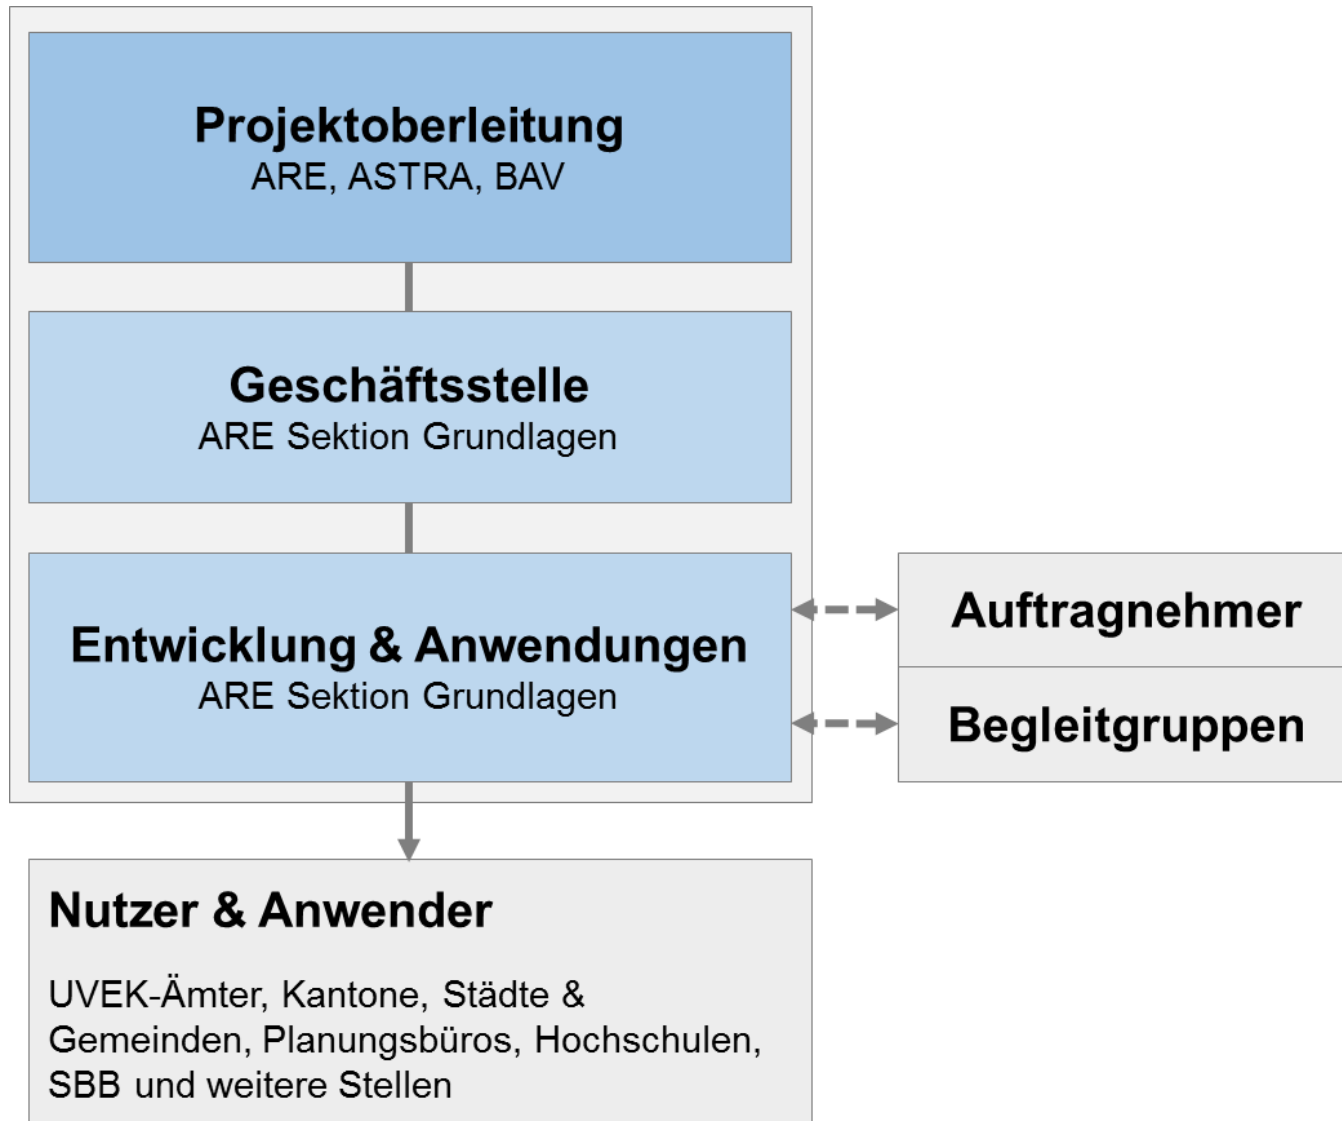 Projektoberleitung
ARE, ASTRA, BAV
Geschäftsstelle
ARE Sektion Grundlagen
Entwicklung & Anwendungen
ARE Sektion Grundlagen
Auftragnehmer
Begleitgruppen
Nutzer & Anwender
UVEK-Ämter, Kantone, Städte &
Gemeinden, Planungsbüros, Hochschulen,
SBB und weitere Stellen